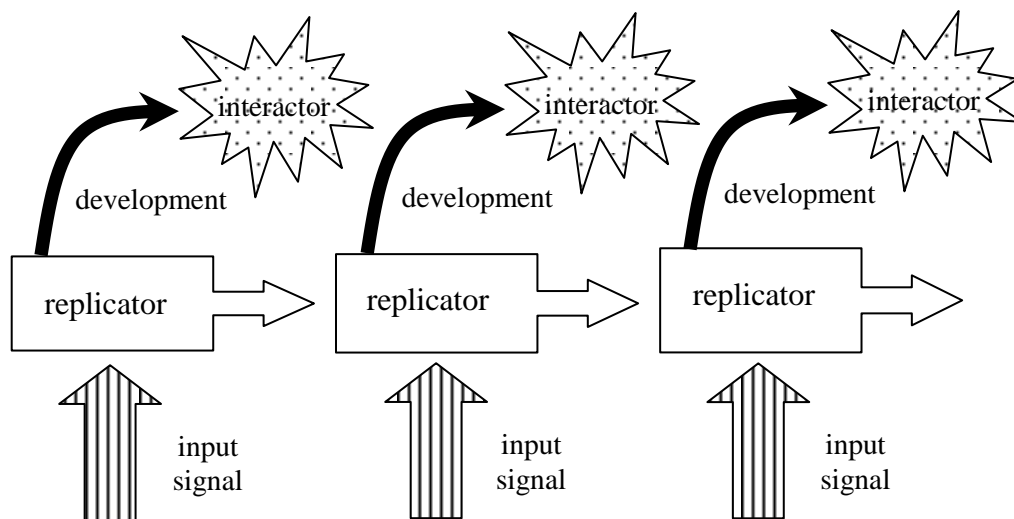 interactor
interactor
interactor
development
development
development
replicator
replicator
replicator
input
signal
input
signal
input
signal